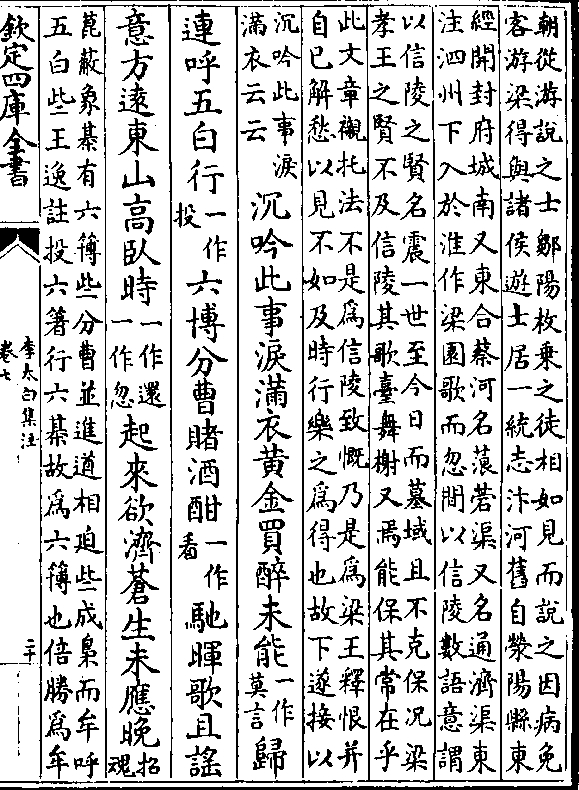 朝從游說之士鄒陽枚乗之徒相如見而說之因病免
客游梁得與諸侯遊士居一統志汴河舊自滎陽縣東
經開封府城南又東合蔡河名蒗蕩渠又名通濟渠東
注泗州下入於淮作梁園歌而忽間以信陵數語意謂
以信陵之賢名震一世至今日而墓域且不克保况梁
孝王之賢不及信陵其歌臺舞榭又焉能保其常在乎
此文章襯托法不是為信陵致慨乃是為梁王釋恨并
自已解愁以見不如及時行樂之為得也故下遂接以
沉吟此事淚
滿衣云云
沉吟此事淚滿衣黄金買醉未能一作莫言歸
連呼五白行一作投六博分曹賭酒酣一作看馳暉歌且謡
意方逺東山高卧時一作還一作忽起來欲濟蒼生未應晚招魂
菎蔽象棊有六簙些分曹並進遒相廹些成梟而牟呼
五白些王逸註投六箸行六棊故為六簙也倍勝為牟
欽定四庫全書
李太白集注
卷七
二十